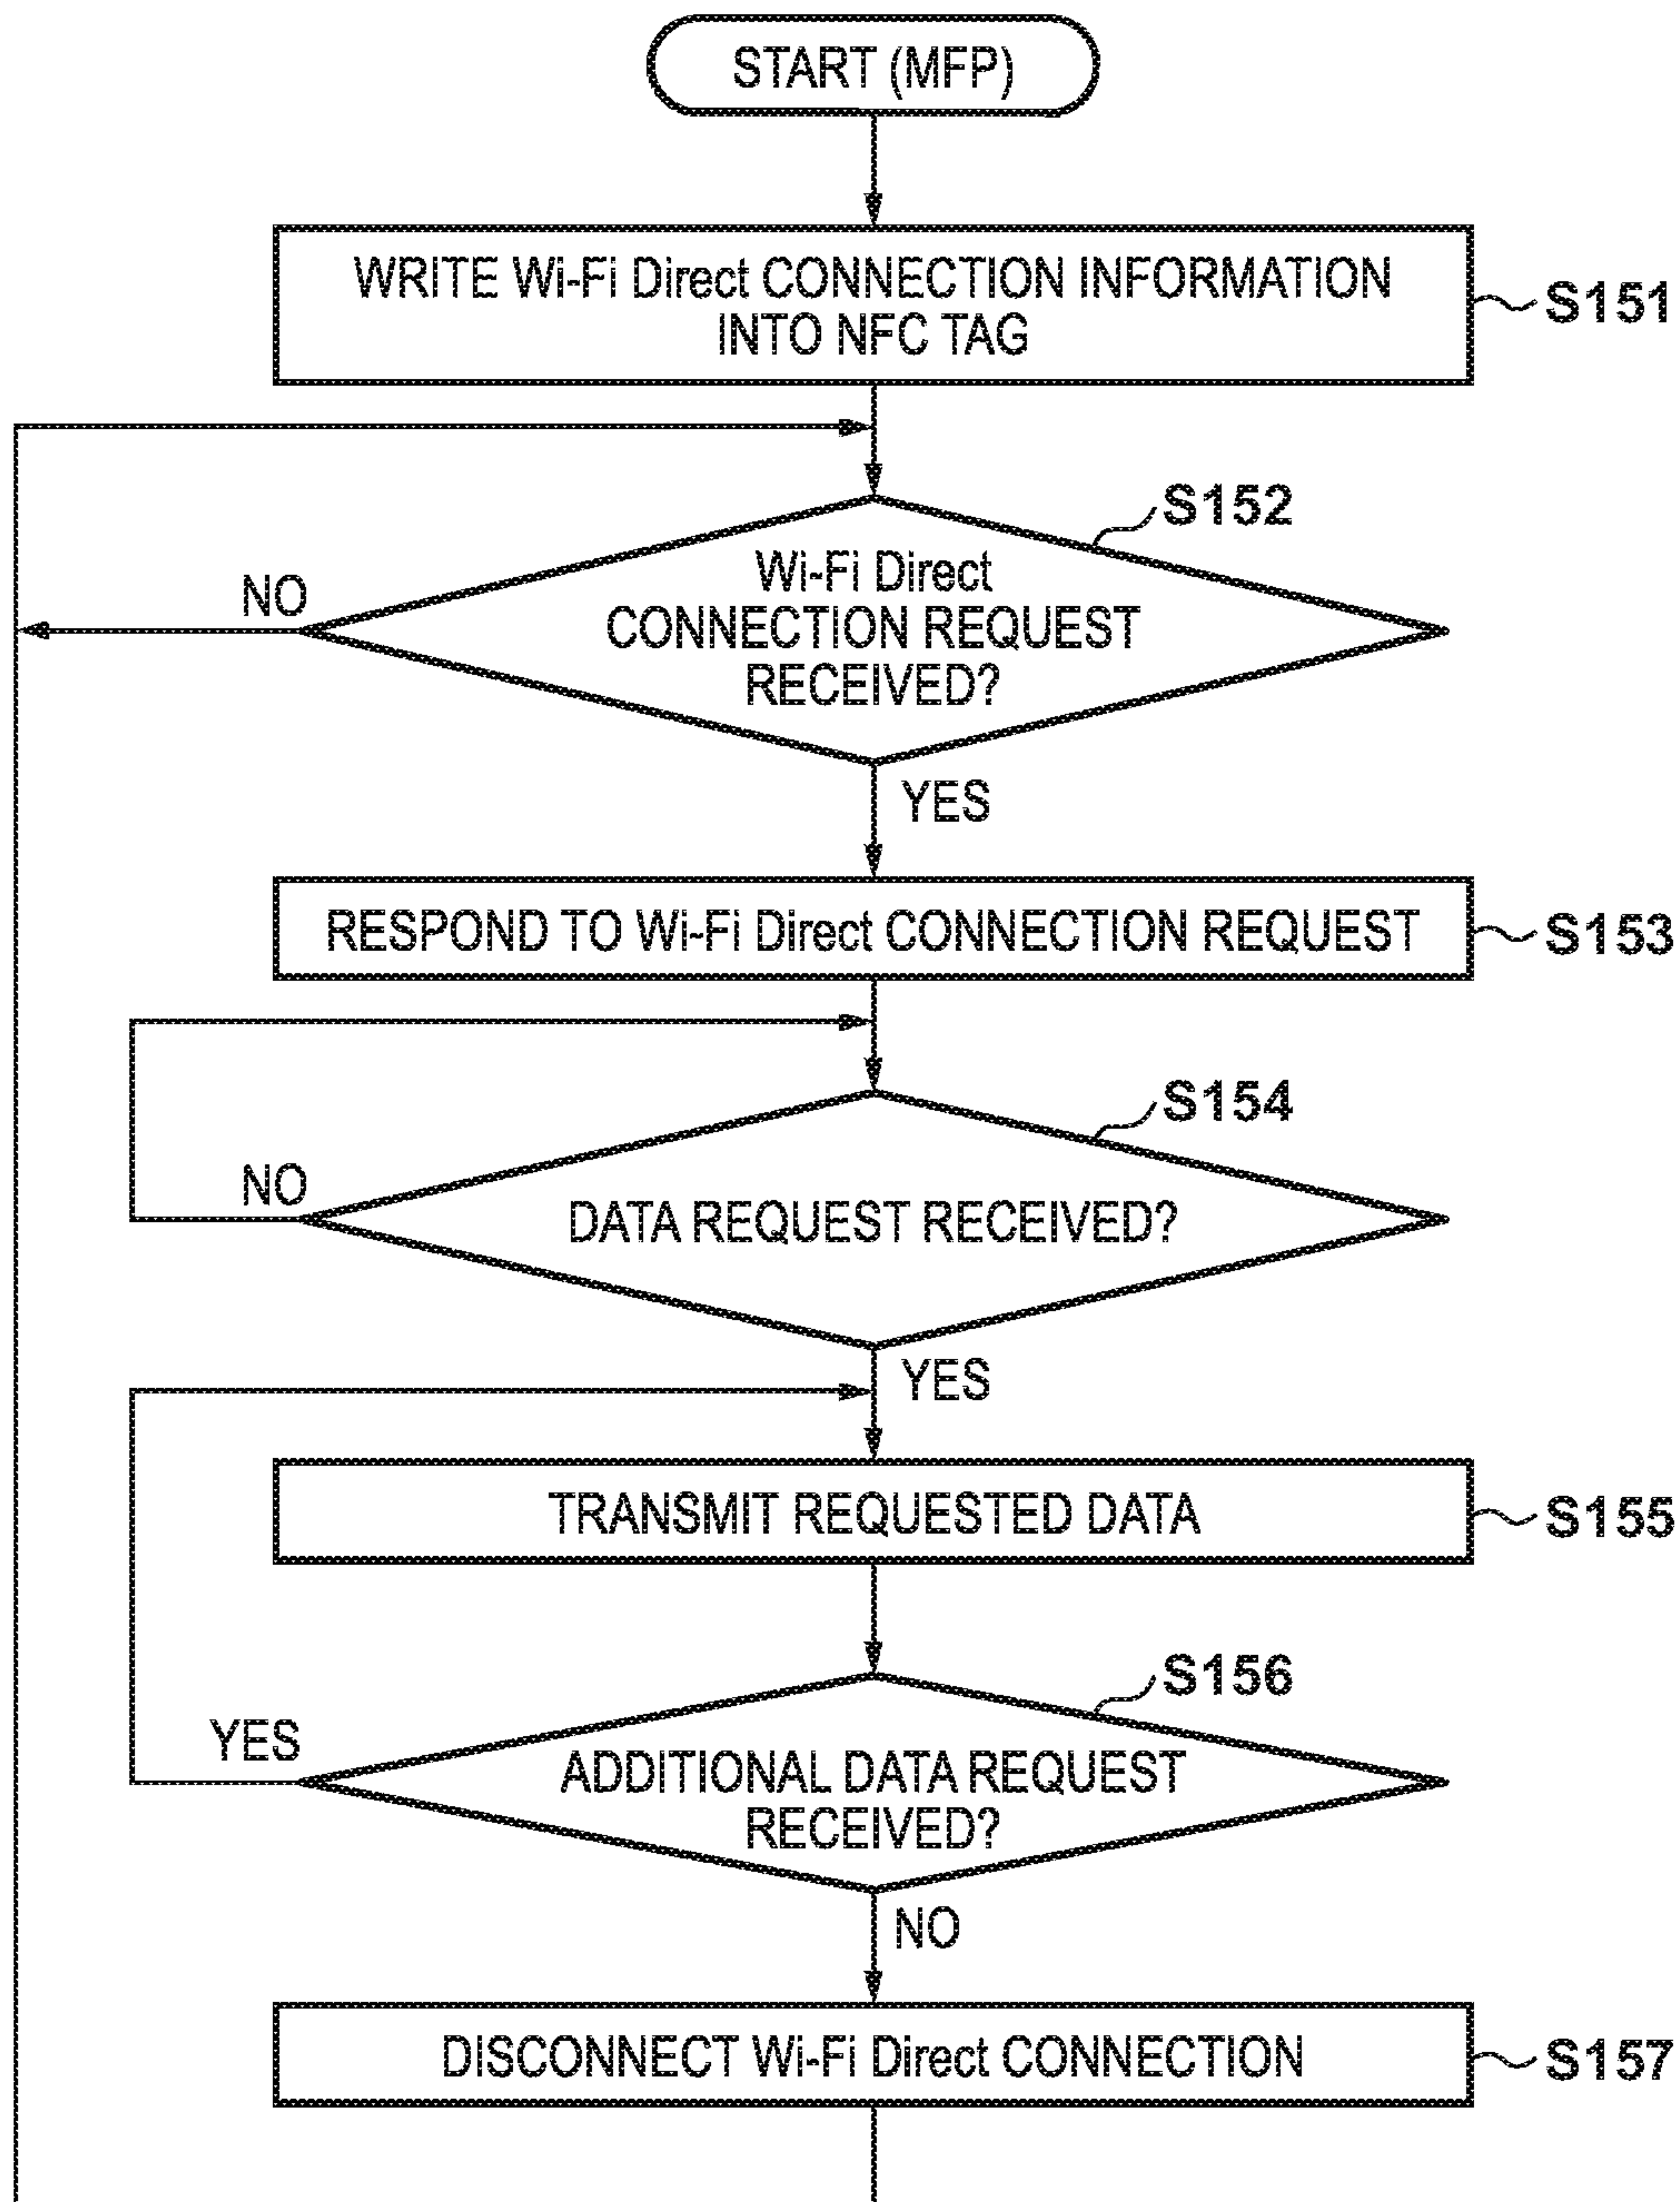 START (MFP)
WRITE Wi-Fi Direct CONNECTION INFORMATION
INTO NFC TAG
S151
S152
Wi-Fi Direct
CONNECTION REQUEST
RECEIVED?
NO
YES
RESPOND TO Wi-Fi Direct CONNECTION REQUEST
S153
S154
NO
DATA REQUEST RECEIVED?
YES
TRANSMIT REQUESTED DATA
S155
S156
YES
ADDITIONAL DATA REQUEST
RECEIVED?
NO
DISCONNECT Wi-Fi Direct CONNECTION
S157